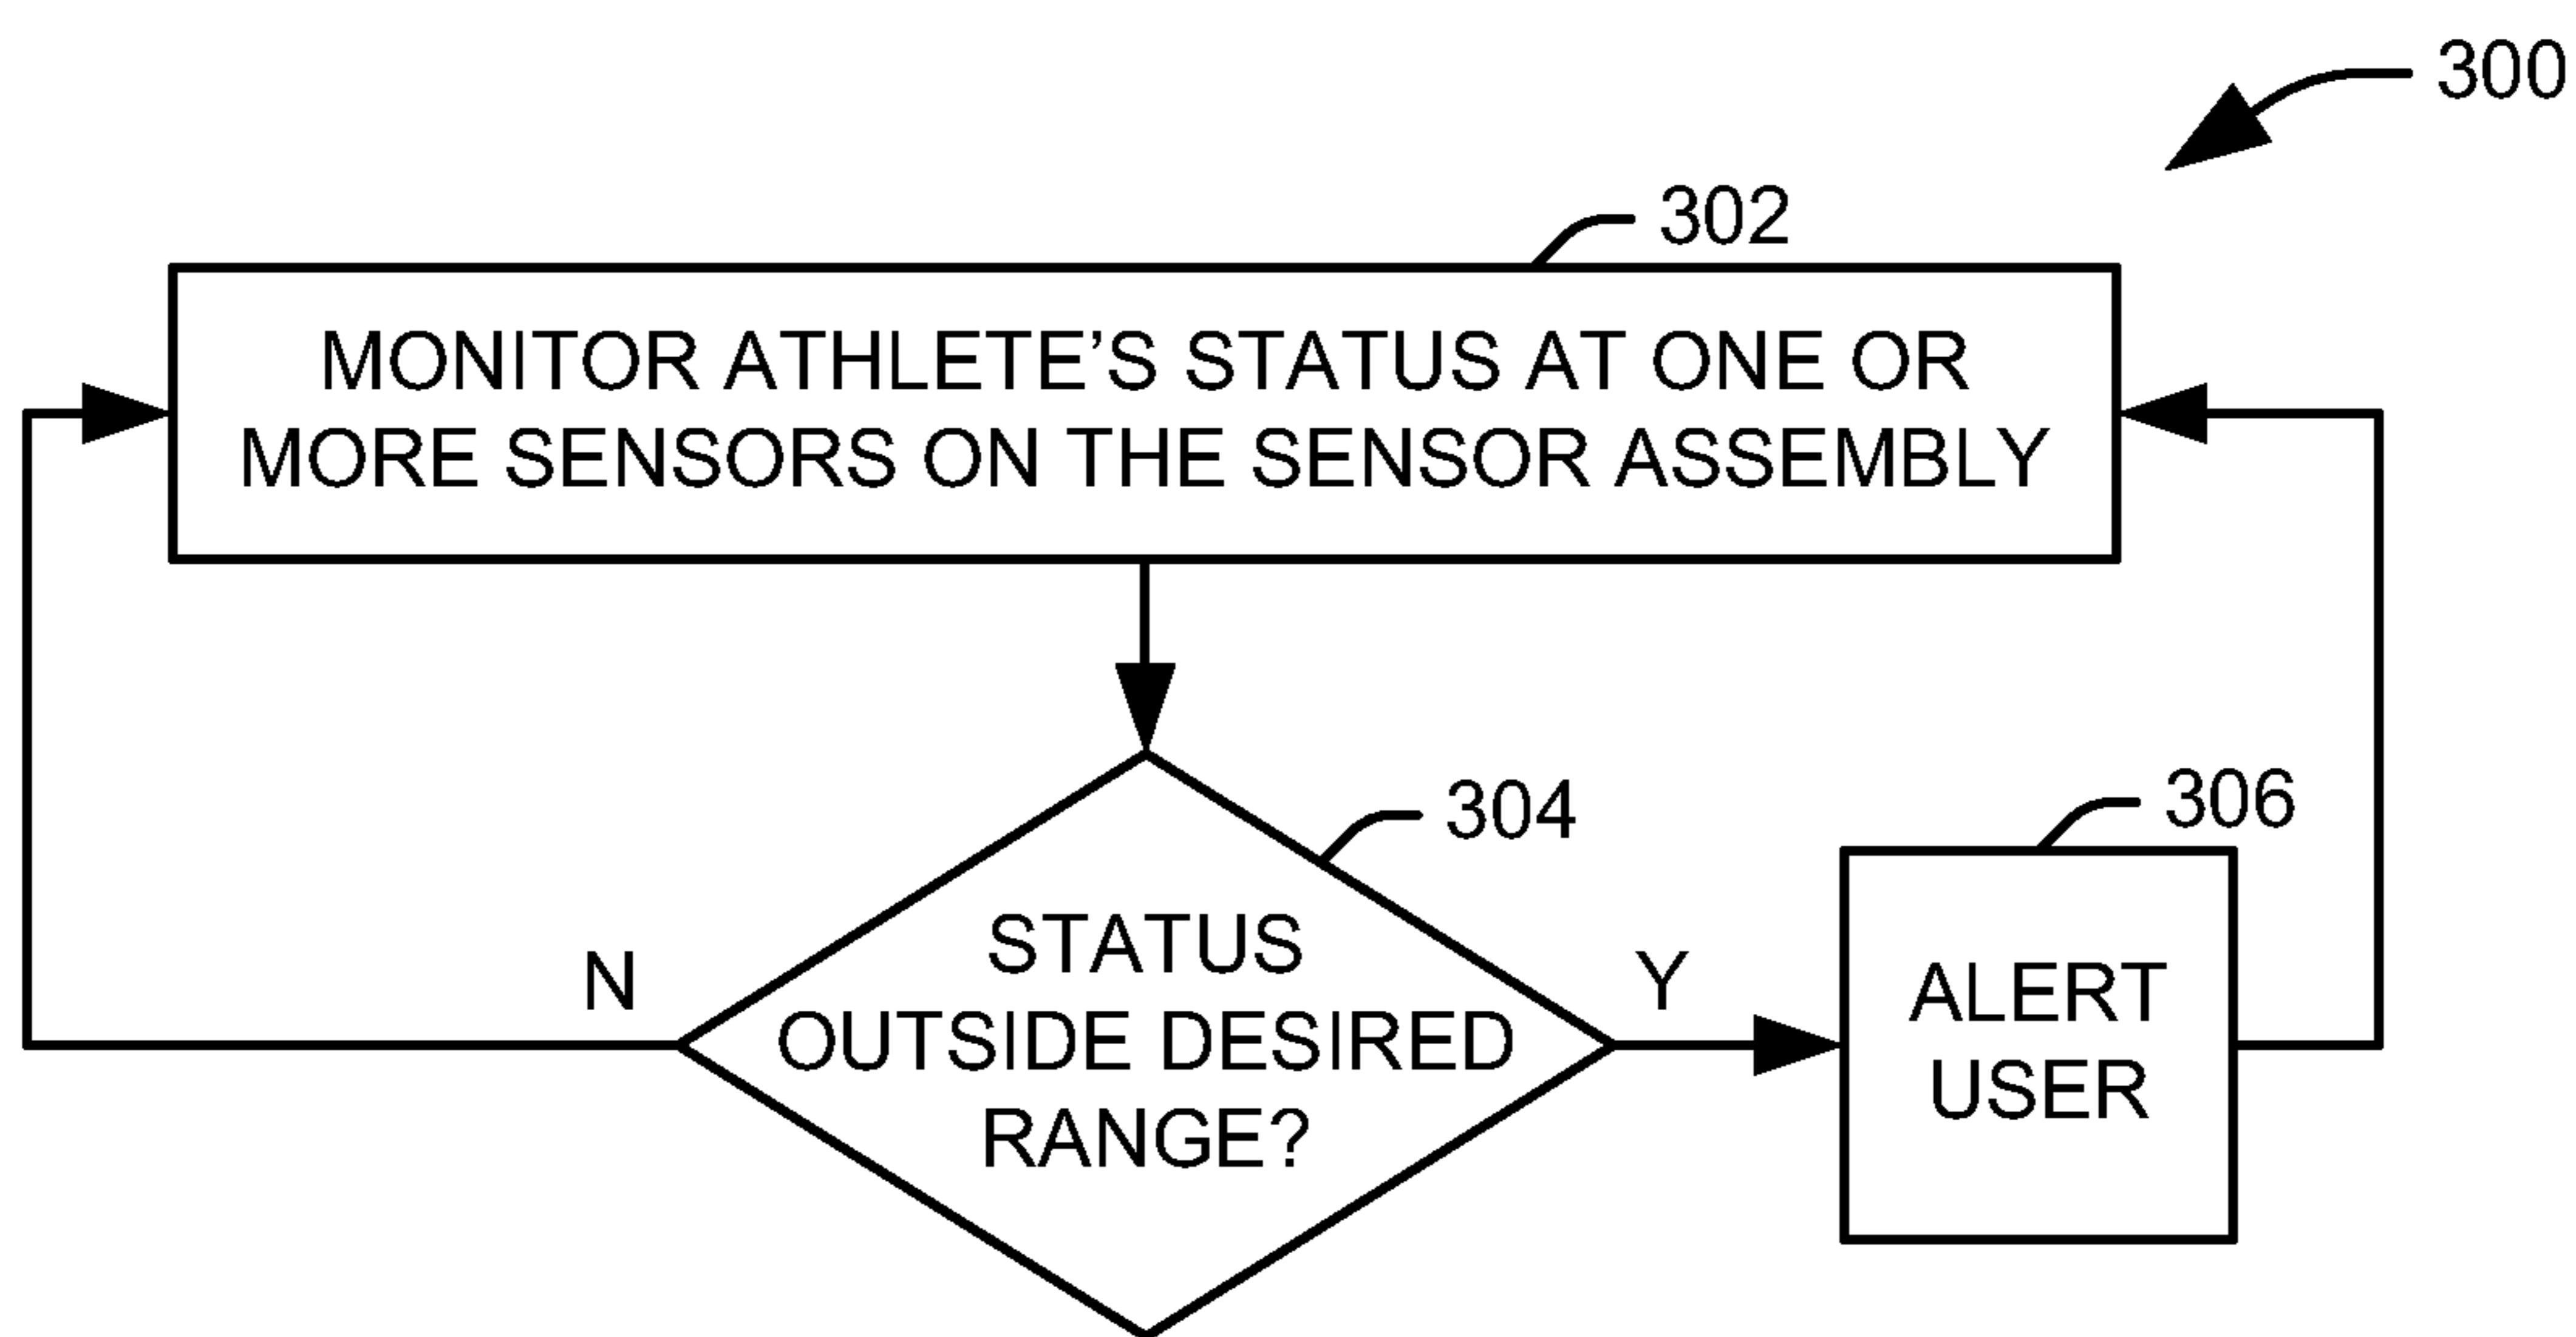 300
302
MONITOR ATHLETE’S STATUS AT ONE OR
MORE SENSORS ON THE SENSOR ASSEMBLY
304
306
STATUS
OUTSIDE DESIRED
RANGE?
N
Y
ALERT
USER